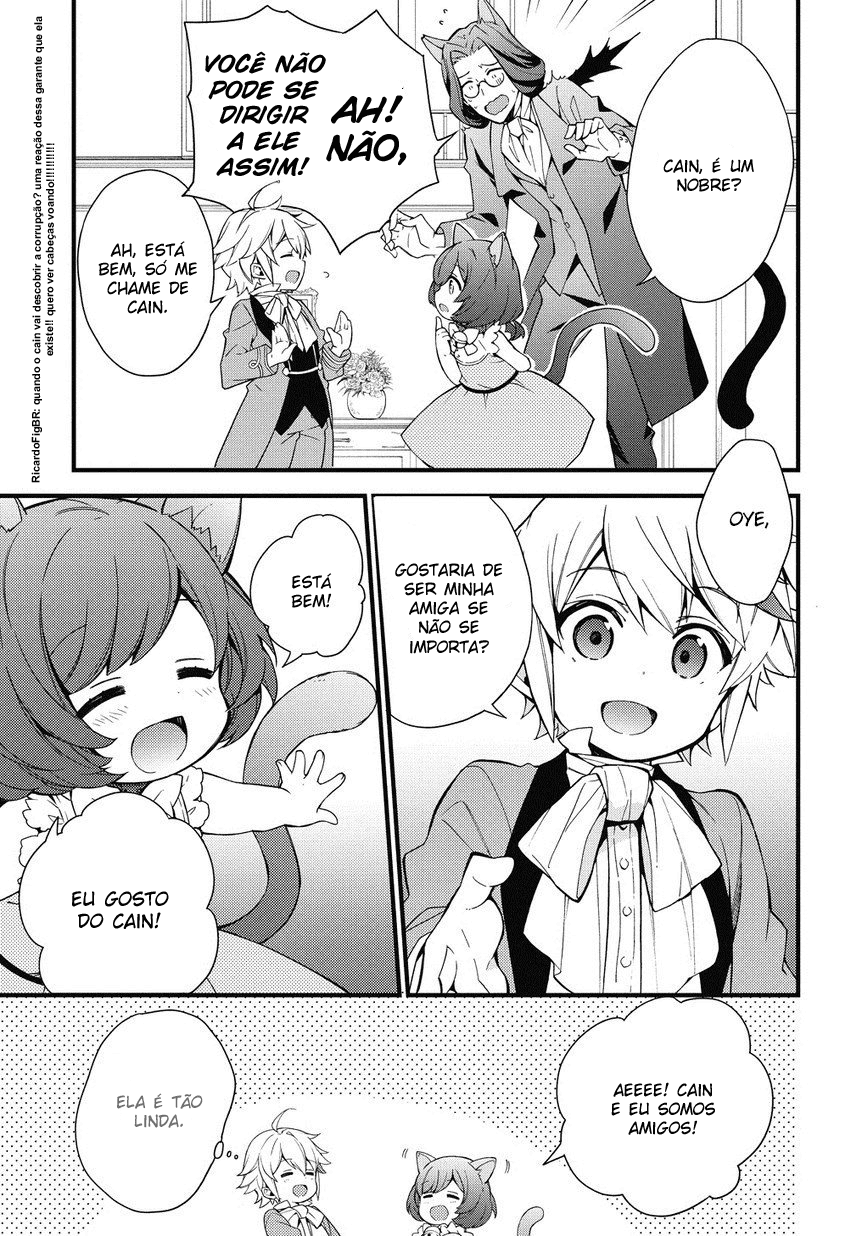 RicardoFigBR: quando o cain vai descobrir a corrupção? uma reação dessa garante que ela
existe!! quero ver cabeças voando!!!!!!!!!!!
CAIN, É UM
NOBRE?
AH!
NÃO,
VOCÊ NÃO
PODE SE
DIRIGIR
A ELE
ASSIM!
AH, ESTÁ
BEM, SÓ ME
CHAME DE
CAIN.
OYE,
GOSTARIA DE
SER MINHA
AMIGA SE
NÃO SE
IMPORTA?
ESTÁ
BEM!
EU GOSTO
DO CAIN!
AEEEE! CAIN
E EU SOMOS
AMIGOS!
ELA É TÃO
LINDA.